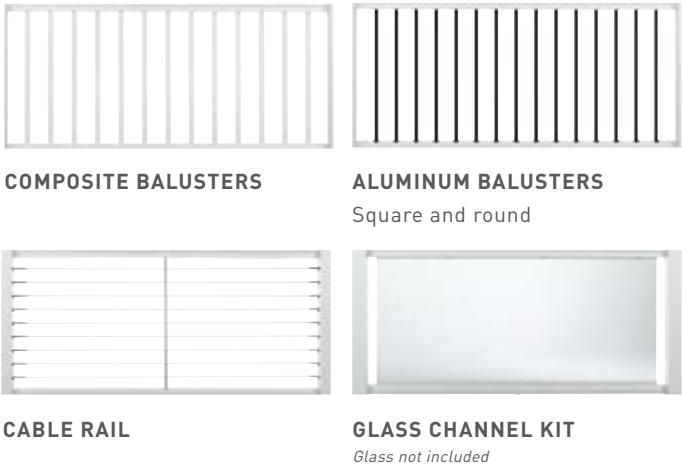 COMPOSITE BALUSTERS
ALUMINUM BALUSTERS
Square and round
CABLE RAIL
GLASS CHANNEL KIT
Glass not included